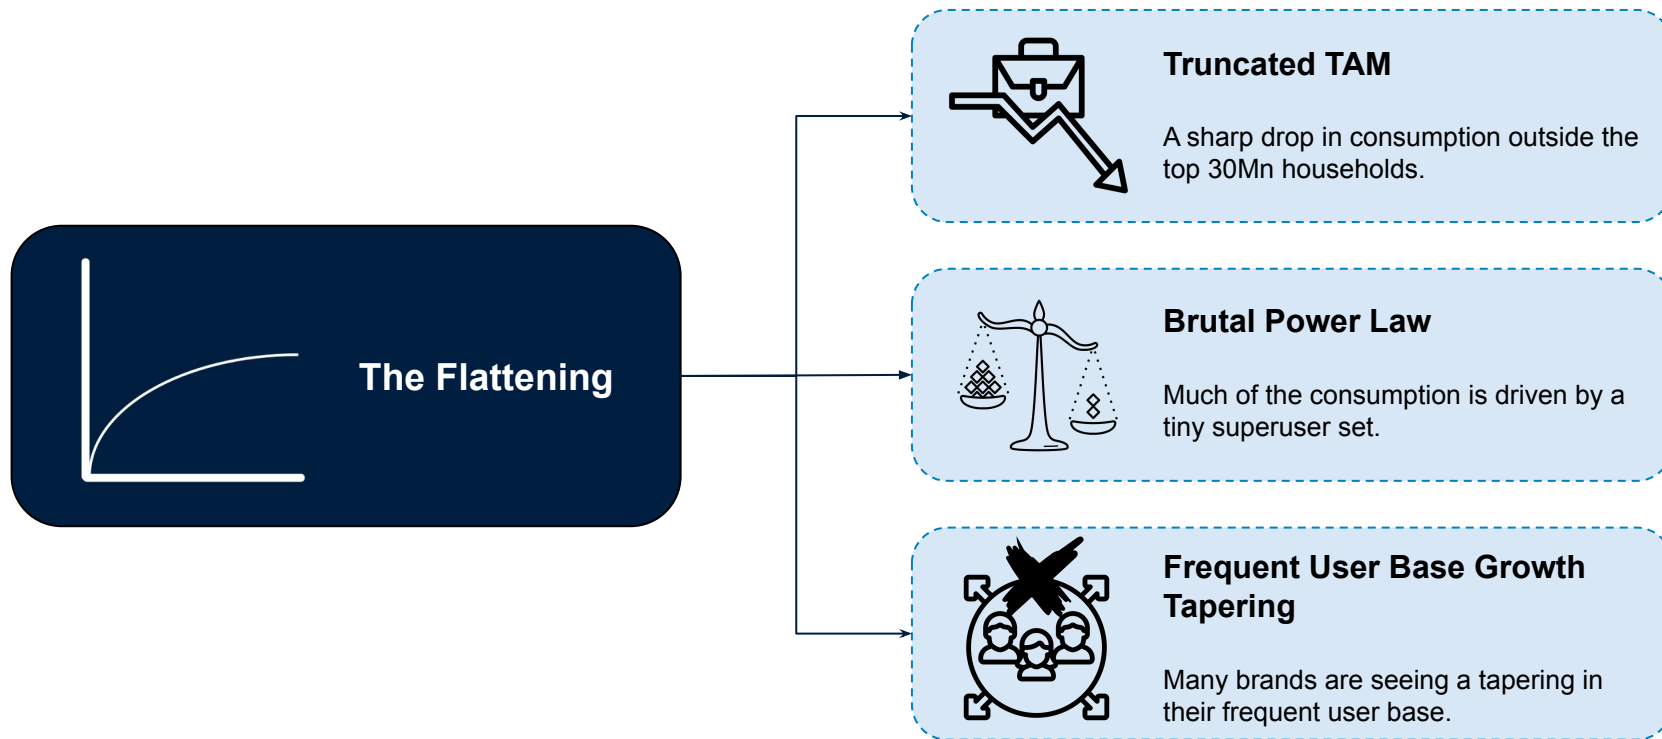 Truncated TAM
A sharp drop in consumption outside the
top 30Mn households.
The Flattening
Brutal Power Law
Much of the consumption is driven by a
tiny superuser set.
Frequent User Base Growth
Tapering
Many brands are seeing a tapering in
their frequent user base.